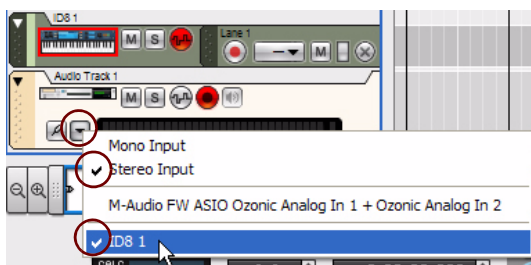 ID8 1
M S
Lane 1
M
Audio Track 1
M S
Mono Input
Stereo Input
M-Audio FW ASIO Ozonic Analog In 1 + Ozonic Analog In 2
ID8 1